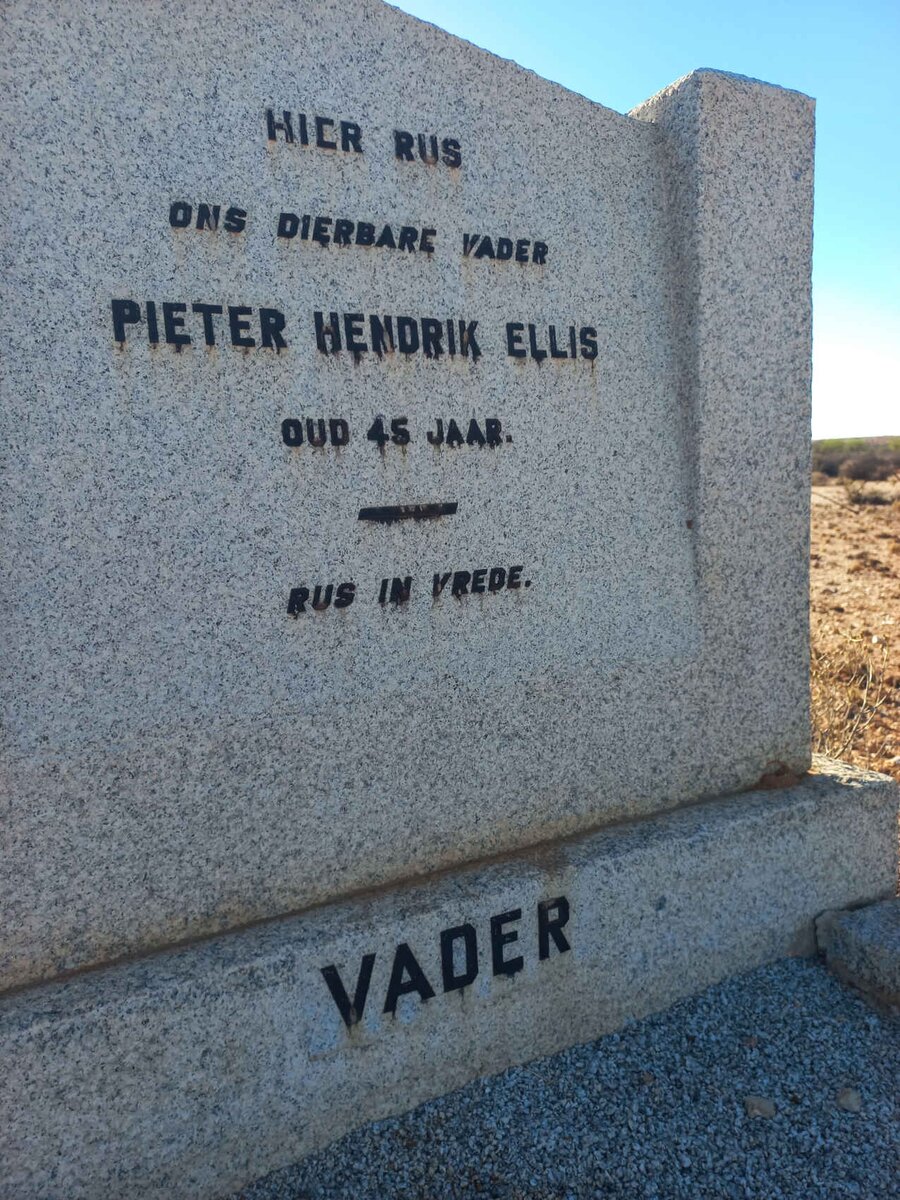 HIER RUS
ONS DIERBARE VADER
PIETER HENDRIK ELLIS
OUD 45 JAAR.
RUS IN VREDE.
VADER